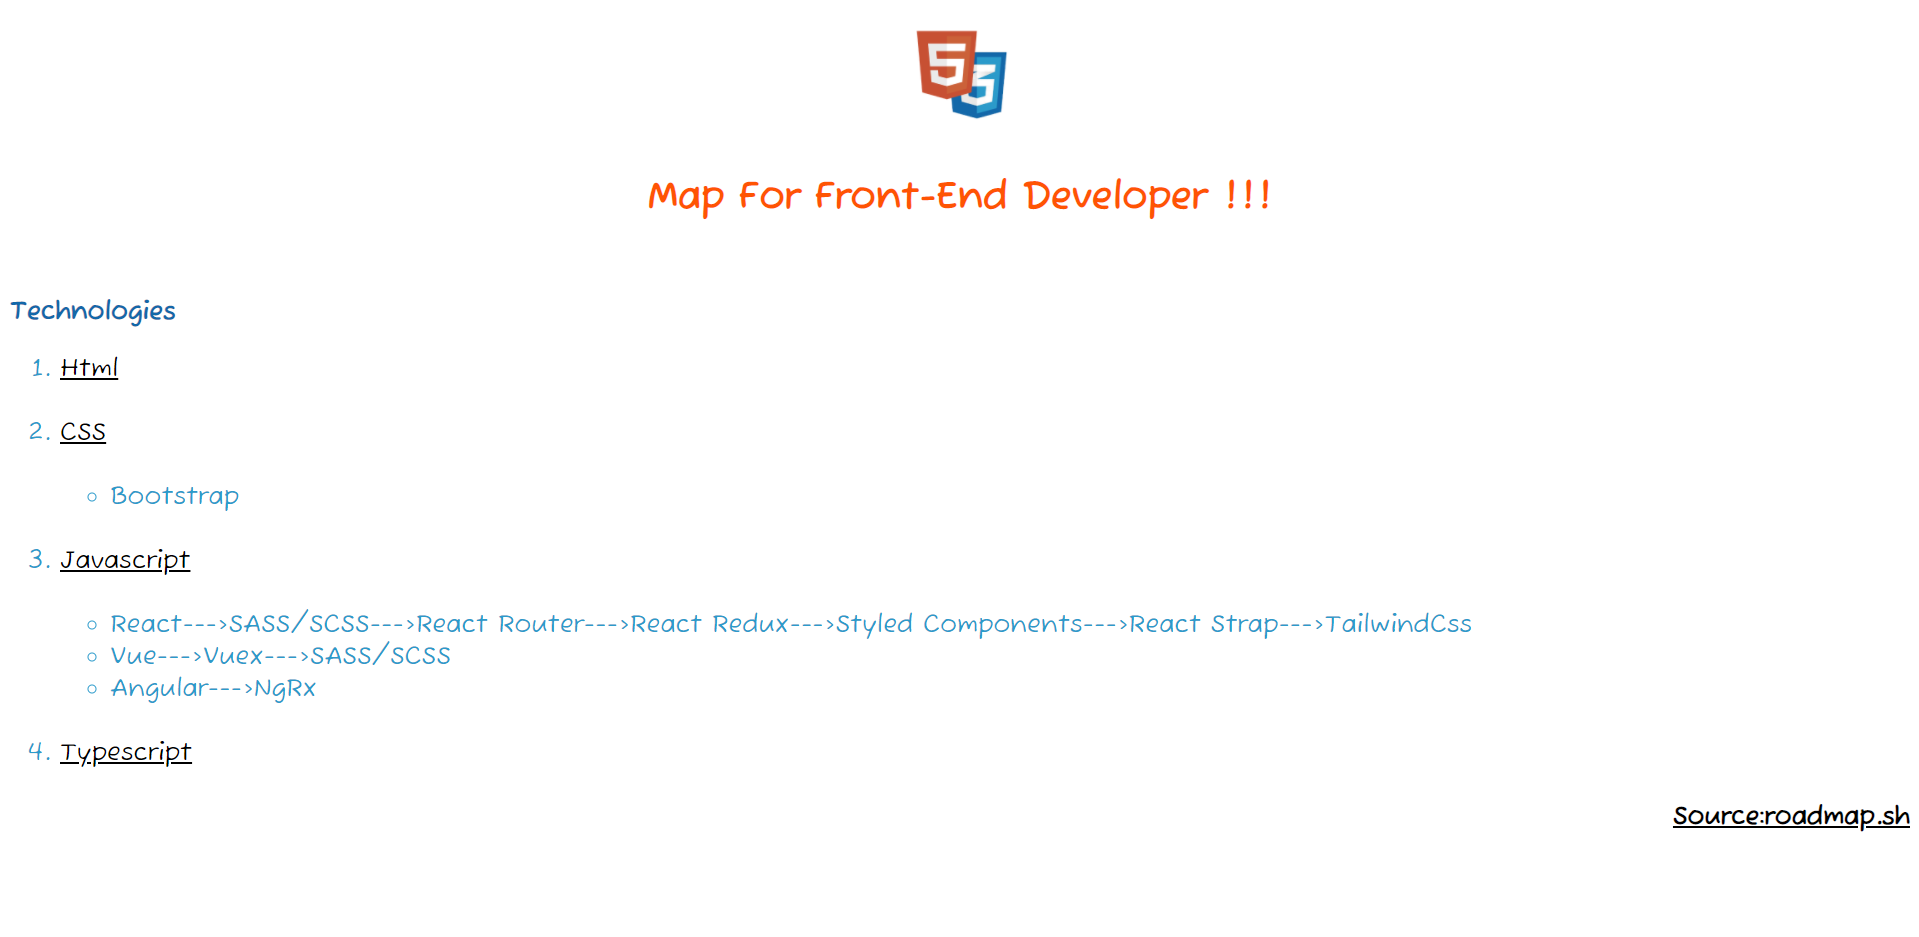 5
3
Map For Front-End Developer !!!
Technologies
1. Html
2. CSS
Bootstrap
3. Javascript
React--->SASS/SCSS--->React Router--->React Redux--->Styled Components--->React Strap--->TailwindCss
Vue--->Vuex--->SASS/SCSS
Angular--->NgRx
4. Typescript
Source:roadmap.sh